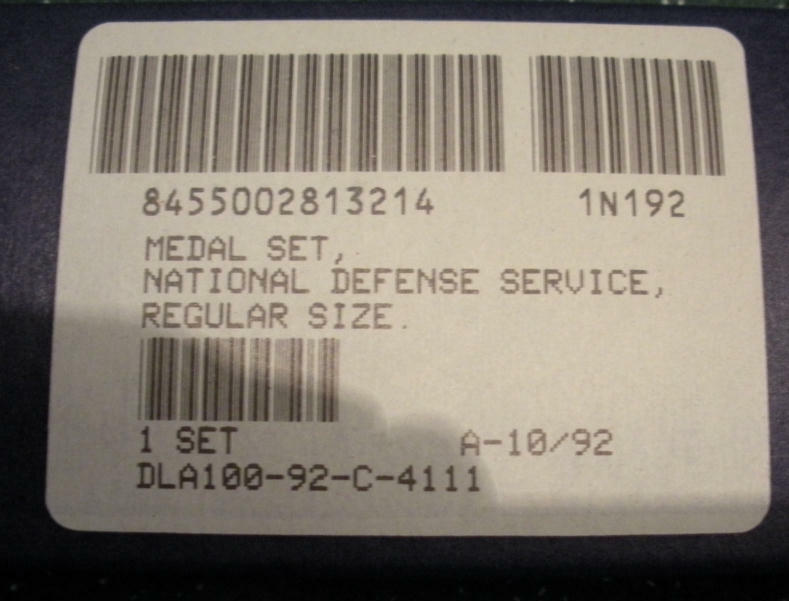 8455002813214 1N192
MEDAL SET,
NATIONAL DEFENSE SERVICE,
REGULAR SIZE.
1 SET A-10/92
DLA100-92-C-4111